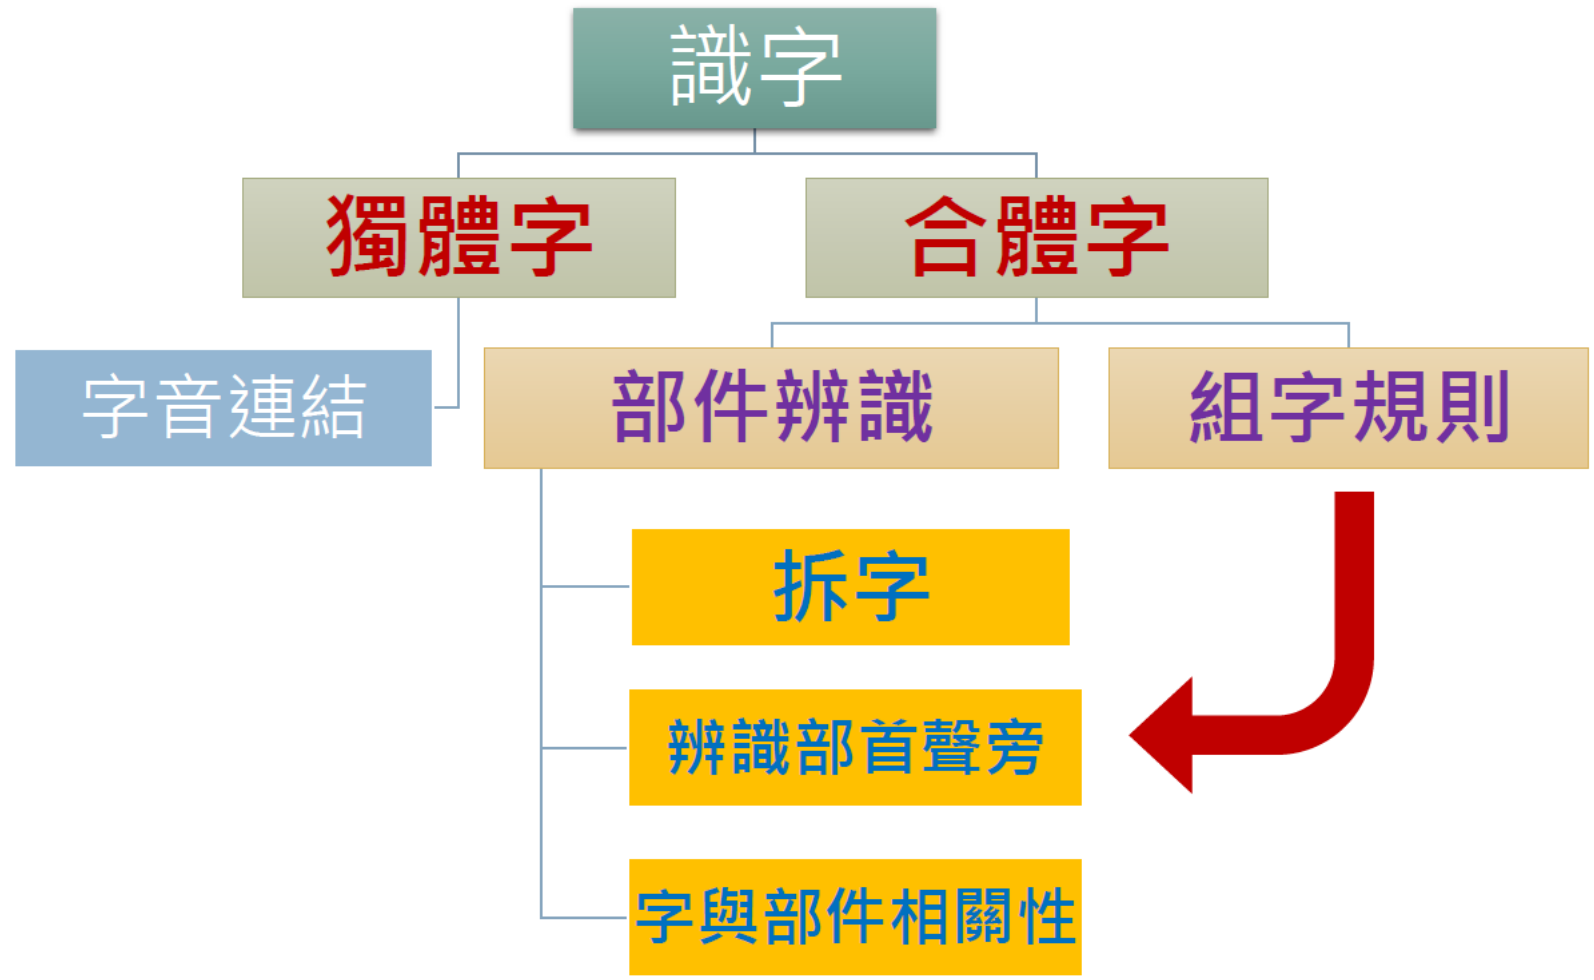 識字
獨體字
合體字
字音連結
部件辨識
組字規則
拆字
辨識部首聲旁
字與部件相關性